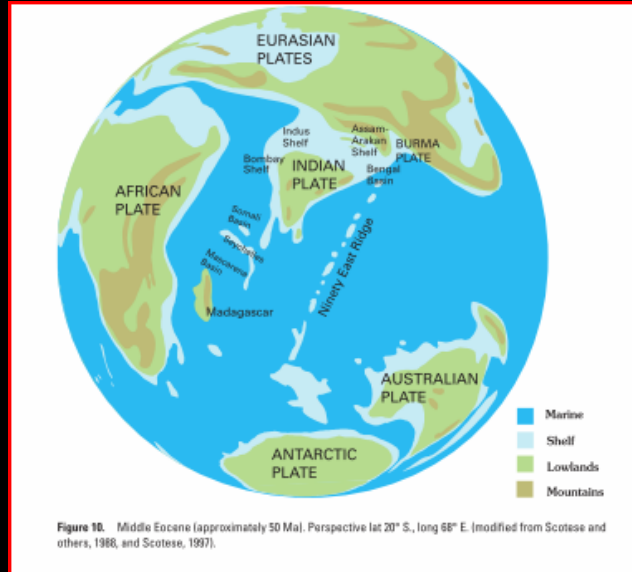 EURASIAN
PLATES
Indus
Shelf
Assam-
Arakan
Shelf
BURMA
PLATE
Bombay
Shelf
INDIAN
PLATE
Bengal
Basin
AFRICAN
PLATE
Somali
Basin
Seychelles
Mascarena
Basin
Ninety East Ridge
Madagascar
AUSTRALIAN
PLATE
ANTARCTIC
PLATE
Marine
Shelf
Lowlands
Mountains
Figure 10. Middle Eocene (approximately 50 Ma). Perspective lat 20° S., long 68° E. (modified from Scotese and
others, 1988, and Scotese, 1997).